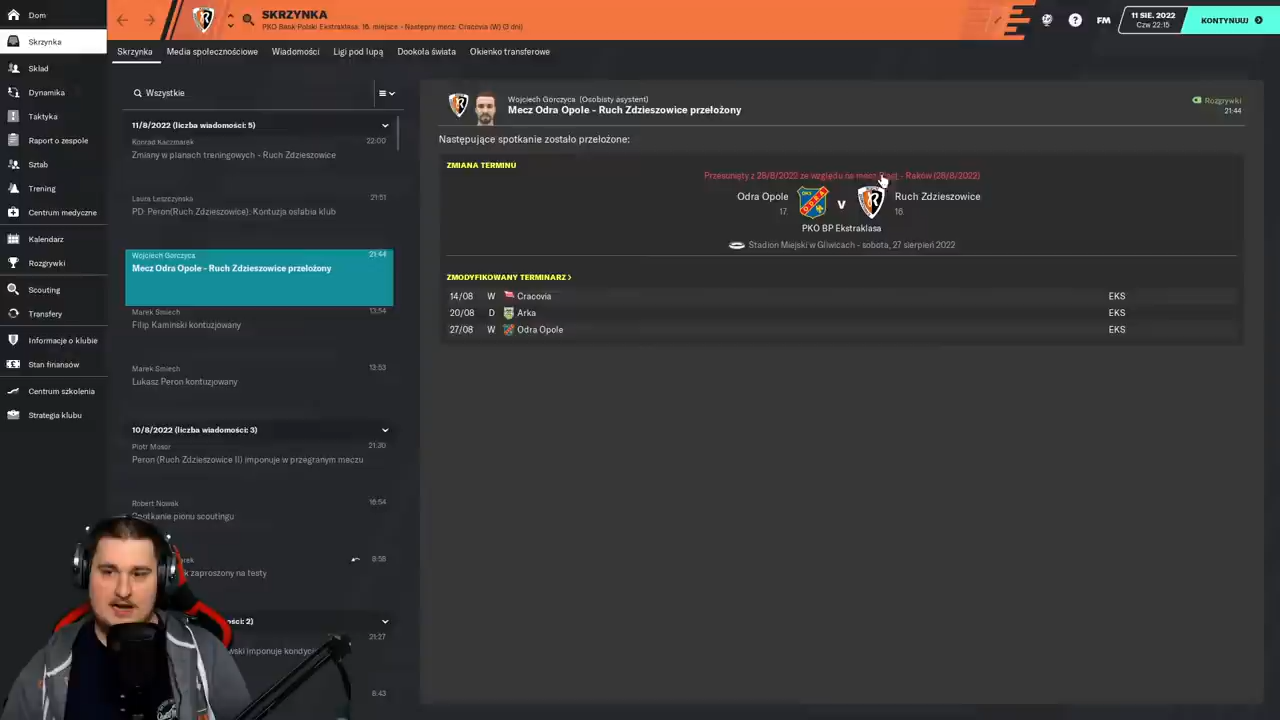 Dom
Skrzynka
Skład
Dynamika
Taktyka
Raport o zespole
Sztab
Trening
Centrum medyczne
Kalendarz
Rozgrywki
Scouting
Transfery
Informacje o klubie
Stan finansów
Centrum szkolenia
Strategia klubu
SKRZYNKA
PKO Bank Polski Ekstraklasa. 16. miejsce - Następny mecz: Cracovia (W) (3 dni)
FM
11 SIE. 2022
Czw 22:15
KONTYNUUJ
Skrzynka
Media społecznościowe
Wiadomości
Ligi pod lupą
Dookoła świata
Okienko transferowe
Wszystkie
11/8/2022 (liczba wiadomości: 5)
Konrad Kaczmarek 22:00
Zmiany w planach treningowych - Ruch Zdzieszowice
Laura Leszczyńska 21:51
PD: Peron(Ruch Zdzieszowice): Kontuzja osłabia klub
Wojciech Gorczyca 21:44
Mecz Odra Opole - Ruch Zdzieszowice przełożony
Marek Śmiech 13:54
Filip Kamiński kontuzjowany
Marek Śmiech 13:53
Łukasz Peron kontuzjowany
10/8/2022 (liczba wiadomości: 3)
Piotr Mosór 21:30
Peron (Ruch Zdzieszowice II) imponuje w przegranym meczu
Robert Nowak 16:54
Spotkanie pionu scoutingu
8:58
zaproszony na testy
2)
21:27
imponuje
8:43
Wojciech Gorczyca (Osobisty asystent)
Mecz Odra Opole - Ruch Zdzieszowice przełożony
Rozgrywki
21:44
Następujące spotkanie zostało przełożone:
ZMIANA TERMINU
Przesunięty z 28/8/2022 ze względu na mecz - Raków (28/8/2022)
Odra Opole v Ruch Zdzieszowice
17. 16.
PKO BP Ekstraklasa
Stadion Miejski w Gliwicach - sobota, 27 sierpień 2022
ZMODYFIKOWANY TERMINARZ >
14/08 W Cracovia EKS
20/08 D Arka EKS
27/08 W Odra Opole EKS